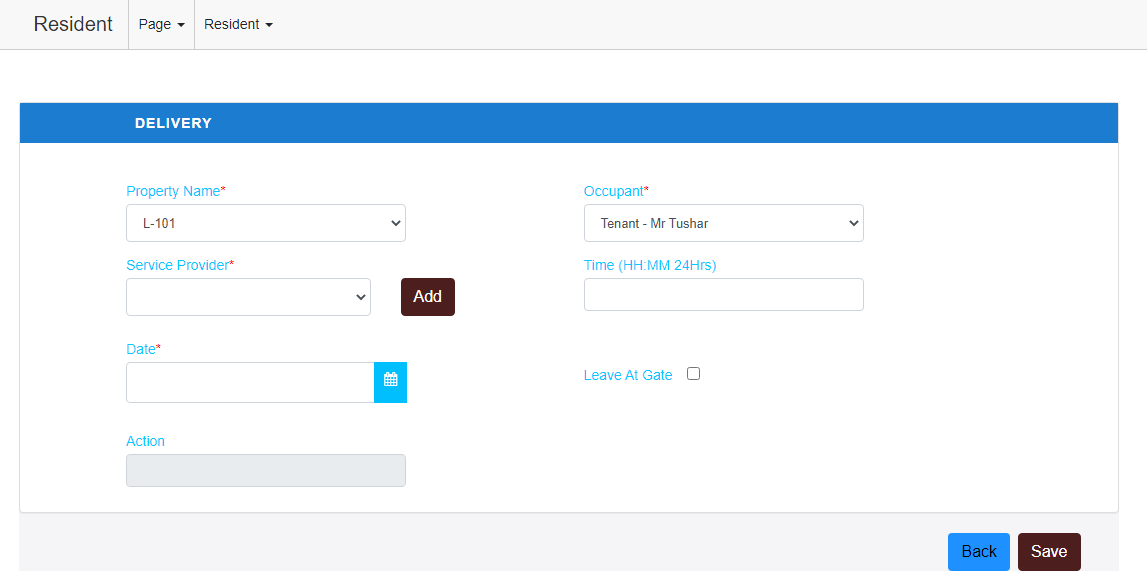 Resident Page Resident
DELIVERY
Property Name* Occupant*
L-101 Tenant - Mr Tushar
Service Provider* Time (HH:MM 24Hrs)
Add
Date*
Leave At Gate
Action
Back Save